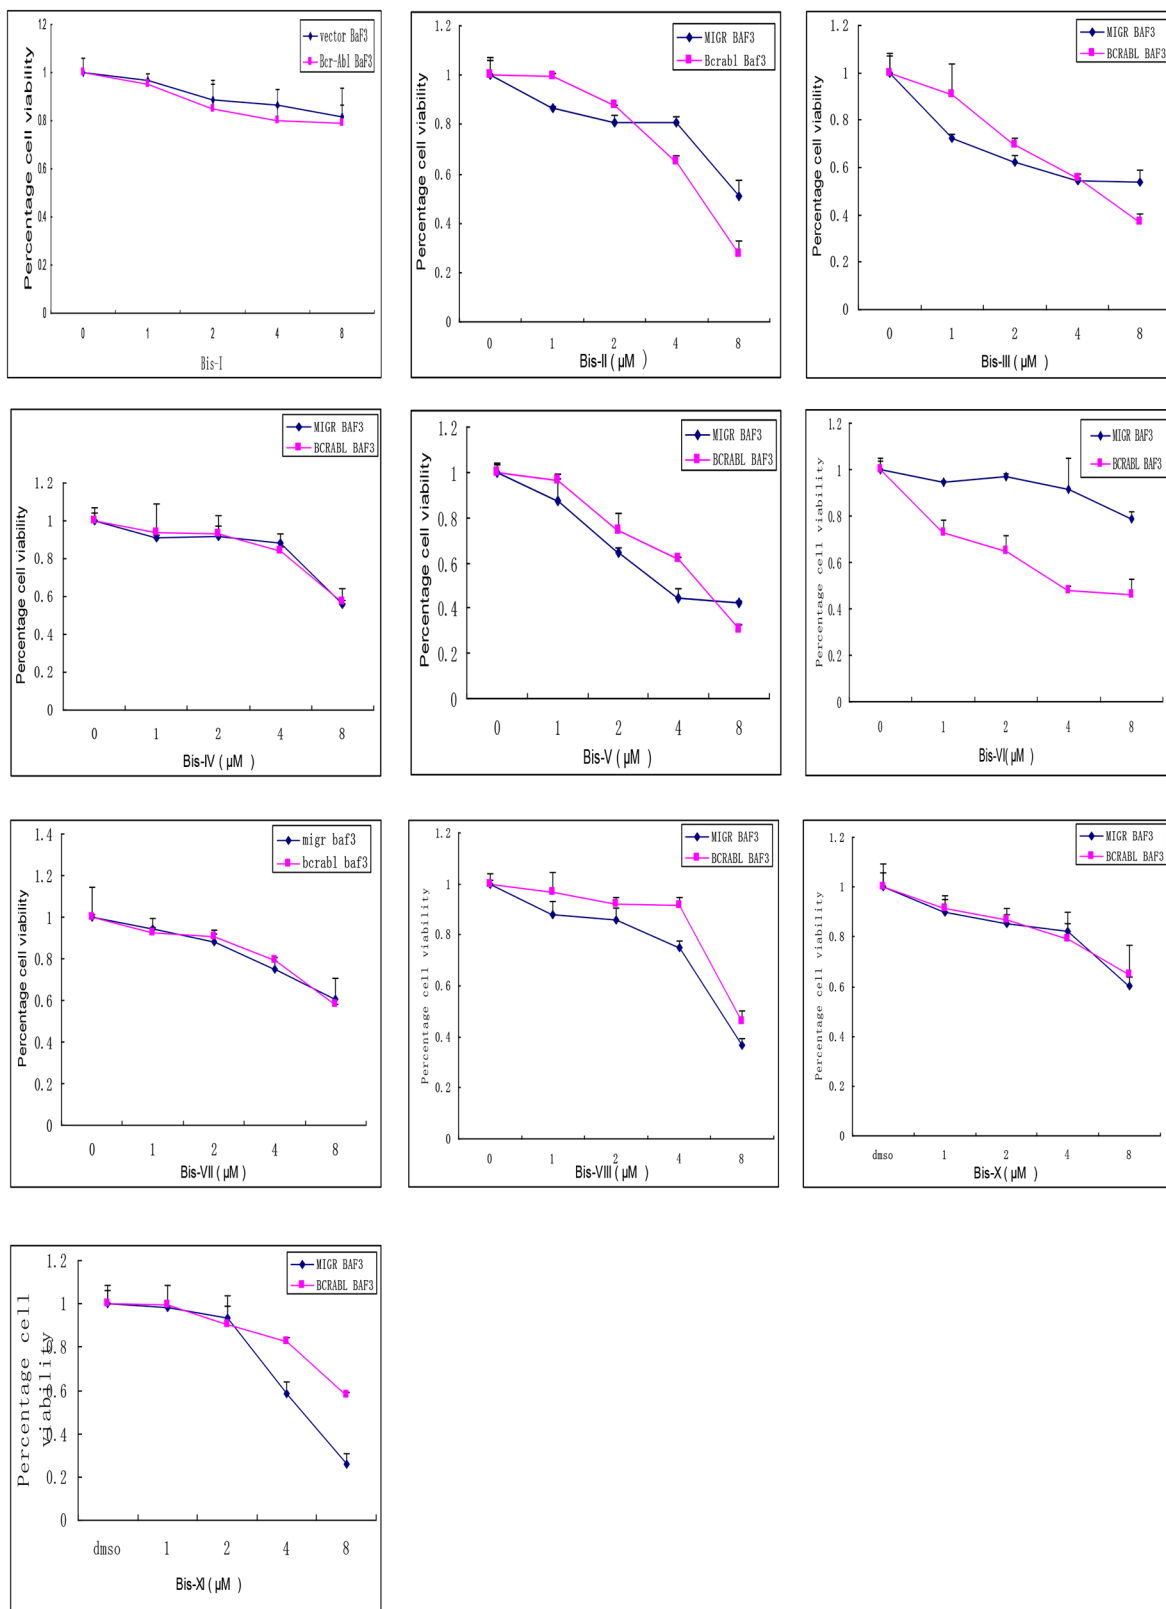 1.2
1
0.8
0.6
0.4
0.2
0
Percentage cell viability
vector BaF3
Bcr-Abl BaF3
0 1 2 4 8
Bis-I
1.2
1
0.8
0.6
0.4
0.2
0
Percentage cell viability
MIGR BAF3
Bcrabl Baf3
0 1 2 4 8
Bis-II ( µM )
1.2
1
0.8
0.6
0.4
0.2
0
Percentage cell viability
MIGR BAF3
BCRABL BAF3
0 1 2 4 8
Bis-III ( µM )
1.2
1
0.8
0.6
0.4
0.2
0
Percentage cell viability
MIGR BAF3
BCRABL BAF3
0 1 2 4 8
Bis-IV ( µM )
1.2
1
0.8
0.6
0.4
0.2
0
Percentage cell viability
MIGR BAF3
BCRABL BAF3
0 1 2 4 8
Bis-V ( µM )
1.2
1
0.8
0.6
0.4
0.2
0
Percentage cell viability
MIGR BAF3
BCRABL BAF3
0 1 2 4 8
Bis-VI( µM )
1.4
1.2
1
0.8
0.6
0.4
0.2
0
Percentage cell viability
migr baf3
bcrabl baf3
0 1 2 4 8
Bis-VII ( µM )
1.2
1
0.8
0.6
0.4
0.2
0
Percentage cell viability
MIGR BAF3
BCRABL BAF3
0 1 2 4 8
Bis-VIII ( µM )
1.2
1
0.8
0.6
0.4
0.2
0
Percentage cell viability
MIGR BAF3
BCRABL BAF3
dmso 1 2 4 8
Bis-X ( µM )
1.2
1
0.8
0.6
0.4
0.2
0
Percentage cell
viability
MIGR BAF3
BCRABL BAF3
dmso 1 2 4 8
Bis-XI ( µM )